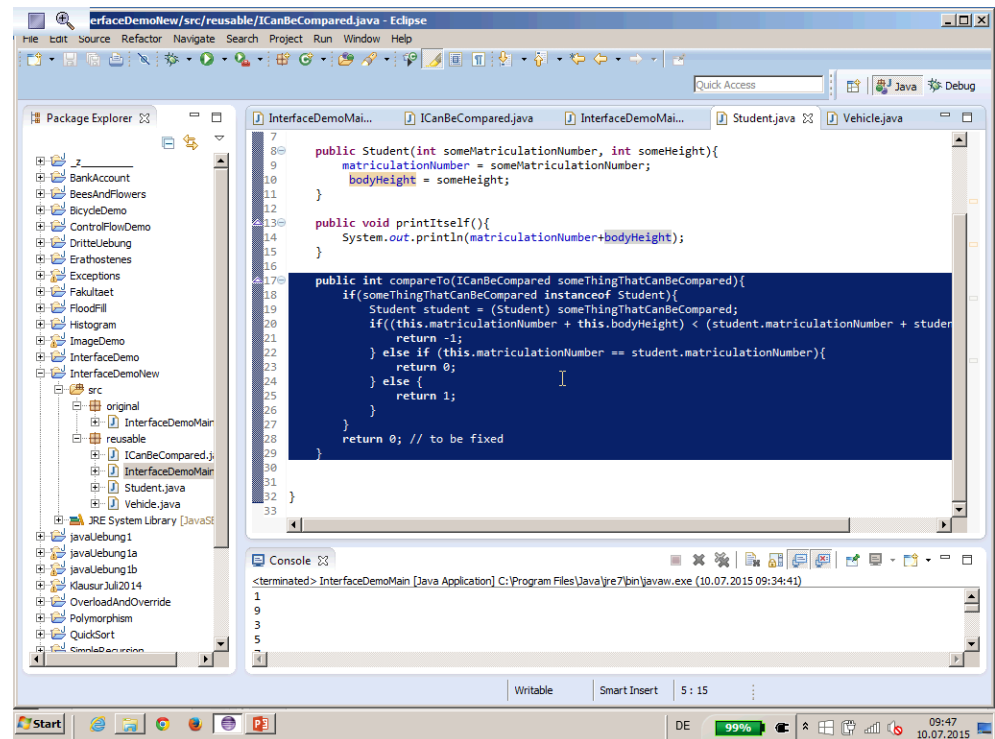 erfaceDemoNew/src/reusable/ICanBeCompared.java - Eclipse
File Edit Source Refactor Navigate Search Project Run Window Help
Quick Access
Java
Debug
Package Explorer
_z_________
BankAccount
BeesAndFlowers
BicycleDemo
ControlFlowDemo
DritteUebung
Erathostenes
Exceptions
Fakultaet
FloodFill
Histogram
ImageDemo
InterfaceDemo
InterfaceDemoNew
src
original
InterfaceDemoMain
reusable
ICanBeCompared.j
InterfaceDemoMain
Student.java
Vehicle.java
JRE System Library [JavaSE
javaUebung1
javaUebung1a
javaUebung1b
KlausurJuli2014
OverloadAndOverride
Polymorphism
QuickSort
SimpleRecursion
InterfaceDemoMai... ICanBeCompared.java InterfaceDemoMai... Student.java Vehicle.java
7
8 public Student(int someMatriculationNumber, int someHeight){
9 matriculationNumber = someMatriculationNumber;
10 bodyHeight = someHeight;
11 }
12
13 public void printItself(){
14 System.out.println(matriculationNumber+bodyHeight);
15 }
16
17 public int compareTo(ICanBeCompared someThingThatCanBeCompared){
18 if(someThingThatCanBeCompared instanceof Student){
19 Student student = (Student) someThingThatCanBeCompared;
20 if((this.matriculationNumber + this.bodyHeight) < (student.matriculationNumber + studen
21 return -1;
22 } else if (this.matriculationNumber == student.matriculationNumber){
23 return 0;
24 } else {
25 return 1;
26 }
27 }
28 return 0; // to be fixed
29 }
30
31
32 }
33
Console
<terminated> InterfaceDemoMain [Java Application] C:\Program Files\Java\jre7\bin\javaw.exe (10.07.2015 09:34:41)
1
9
3
5
Writable Smart Insert 5 : 15
Start
DE 99% 09:47
10.07.2015